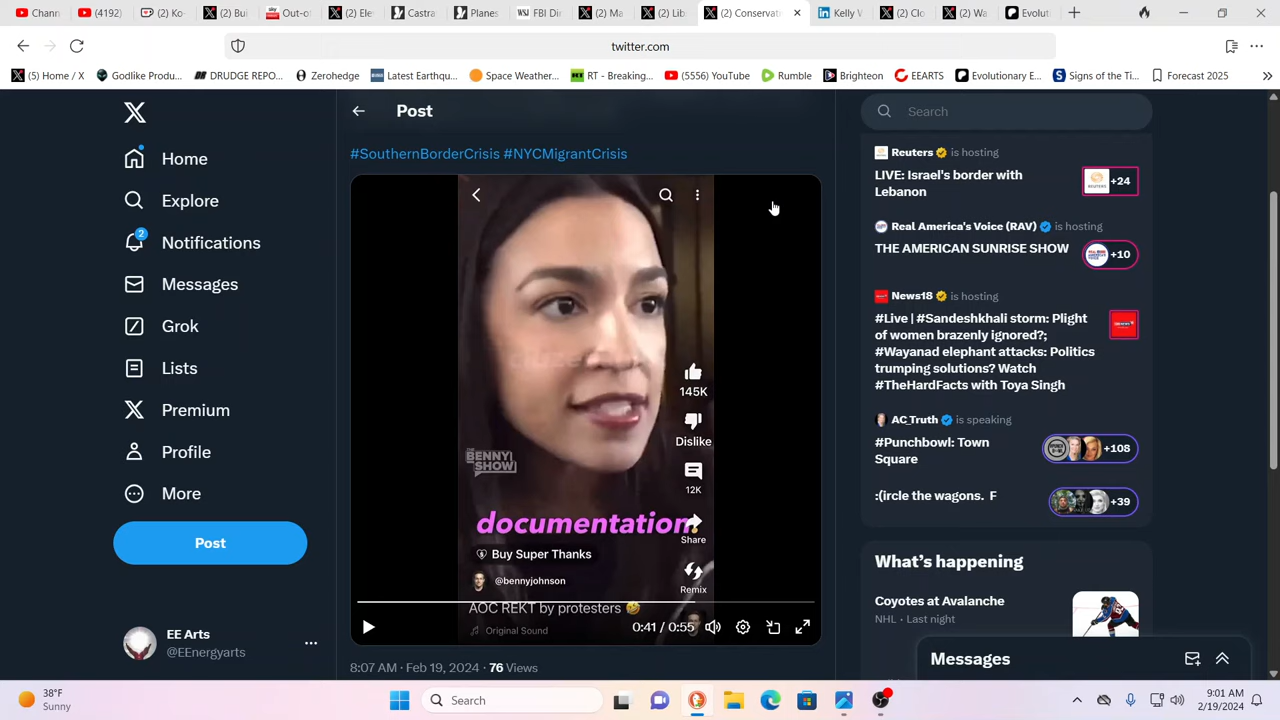 Chann
(4192)
(2) Ko
(2) Bu
Out-o
(2) Ele
Castra
Planes
FBI Dir
(2) Ma
(2) Lib
(2) Conservat
Kelly V
(2) Clo
(2) Wa
Evolut
twitter.com
(5) Home / X
Godlike Produ...
DRUDGE REPO...
Zerohedge
Latest Earthqu...
Space Weather...
RT - Breaking...
(5556) YouTube
Rumble
Brighteon
EEARTS
Evolutionary E...
Signs of the Ti...
Forecast 2025
Home
Explore
2
Notifications
Messages
Grok
Lists
Premium
Profile
More
Post
EE Arts
@EEnergyarts
Post
#SouthernBorderCrisis #NYCMigrantCrisis
145K
Dislike
THE
BENNY
SHOW
12K
documentation
Share
Buy Super Thanks
@bennyjohnson
Remix
AOC REKT by protesters 🤣
Original Sound
0:41 / 0:55
8:07 AM · Feb 19, 2024 · 76 Views
Search
Reuters is hosting
LIVE: Israel's border with
Lebanon
+24
Real America's Voice (RAV) is hosting
THE AMERICAN SUNRISE SHOW
+10
News18 is hosting
#Live | #Sandeshkhali storm: Plight
of women brazenly ignored?;
#Wayanad elephant attacks: Politics
trumping solutions? Watch
#TheHardFacts with Toya Singh
AC_Truth is speaking
#Punchbowl: Town
Square
+108
:(ircle the wagons. F
+39
What's happening
Coyotes at Avalanche
NHL · Last night
Messages
38°F
Sunny
Search
9:01 AM
2/19/2024